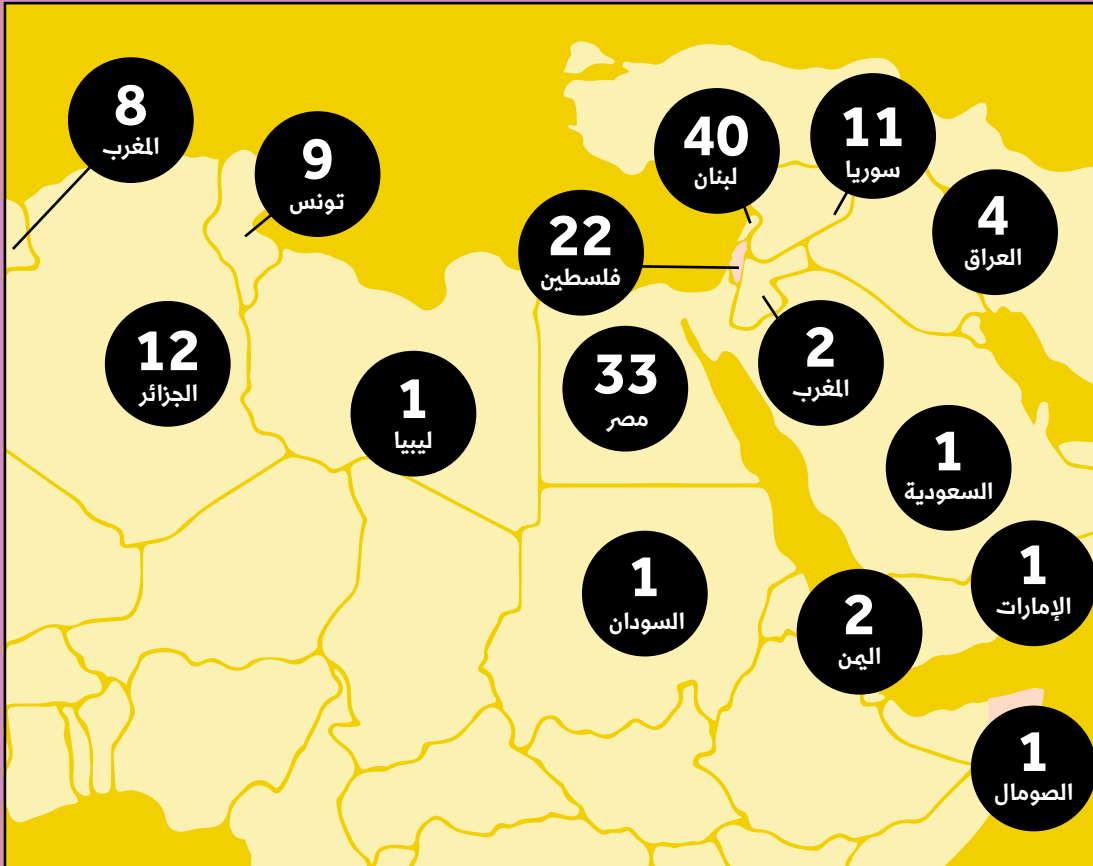 8
المغرب
9
تونس
40
لبنان
11
سوريا
4
العراق
22
فلسطين
12
الجزائر
1
ليبيا
33
مصر
2
المغرب
1
السعودية
1
السودان
2
اليمن
1
الإمارات
1
الصومال